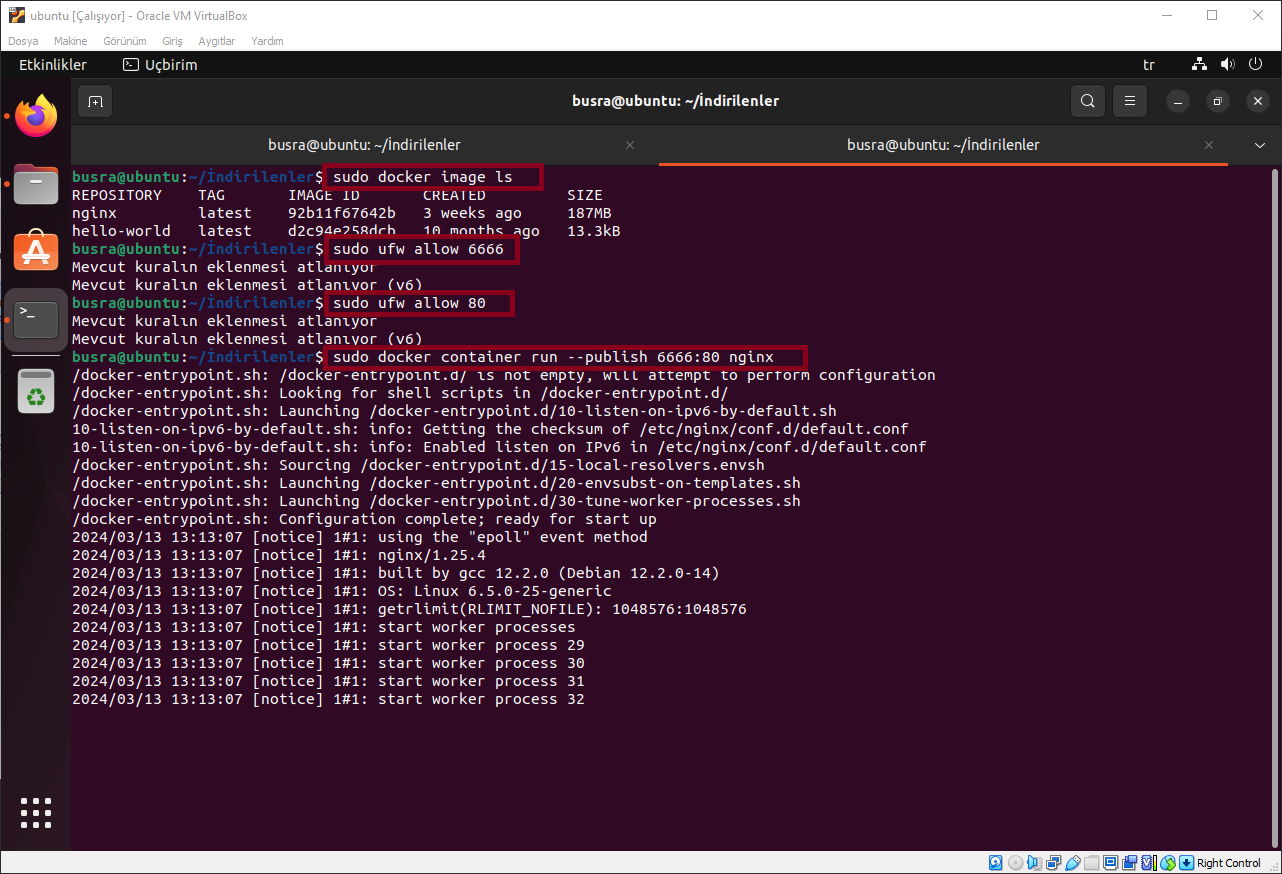 ubuntu [Çalışıyor] - Oracle VM VirtualBox
Dosya Makine Görünüm Giriş Aygıtlar Yardım
Etkinlikler Uçbirim tr
busra@ubuntu: ~/İndirilenler
busra@ubuntu: ~/İndirilenler busra@ubuntu: ~/İndirilenler
busra@ubuntu:~/İndirilenler$ sudo docker image ls
REPOSITORY TAG IMAGE ID CREATED SIZE
nginx latest 92b11f67642b 3 weeks ago 187MB
hello-world latest d2c94e258dcb 10 months ago 13.3kB
busra@ubuntu:~/İndirilenler$ sudo ufw allow 6666
Mevcut kuralın eklenmesi atlanıyor
Mevcut kuralın eklenmesi atlanıyor (v6)
busra@ubuntu:~/İndirilenler$ sudo ufw allow 80
Mevcut kuralın eklenmesi atlanıyor
Mevcut kuralın eklenmesi atlanıyor (v6)
busra@ubuntu:~/İndirilenler$ sudo docker container run --publish 6666:80 nginx
/docker-entrypoint.sh: /docker-entrypoint.d/ is not empty, will attempt to perform configuration
/docker-entrypoint.sh: Looking for shell scripts in /docker-entrypoint.d/
/docker-entrypoint.sh: Launching /docker-entrypoint.d/10-listen-on-ipv6-by-default.sh
10-listen-on-ipv6-by-default.sh: info: Getting the checksum of /etc/nginx/conf.d/default.conf
10-listen-on-ipv6-by-default.sh: info: Enabled listen on IPv6 in /etc/nginx/conf.d/default.conf
/docker-entrypoint.sh: Sourcing /docker-entrypoint.d/15-local-resolvers.envsh
/docker-entrypoint.sh: Launching /docker-entrypoint.d/20-envsubst-on-templates.sh
/docker-entrypoint.sh: Launching /docker-entrypoint.d/30-tune-worker-processes.sh
/docker-entrypoint.sh: Configuration complete; ready for start up
2024/03/13 13:13:07 [notice] 1#1: using the "epoll" event method
2024/03/13 13:13:07 [notice] 1#1: nginx/1.25.4
2024/03/13 13:13:07 [notice] 1#1: built by gcc 12.2.0 (Debian 12.2.0-14)
2024/03/13 13:13:07 [notice] 1#1: OS: Linux 6.5.0-25-generic
2024/03/13 13:13:07 [notice] 1#1: getrlimit(RLIMIT_NOFILE): 1048576:1048576
2024/03/13 13:13:07 [notice] 1#1: start worker processes
2024/03/13 13:13:07 [notice] 1#1: start worker process 29
2024/03/13 13:13:07 [notice] 1#1: start worker process 30
2024/03/13 13:13:07 [notice] 1#1: start worker process 31
2024/03/13 13:13:07 [notice] 1#1: start worker process 32
Right Control